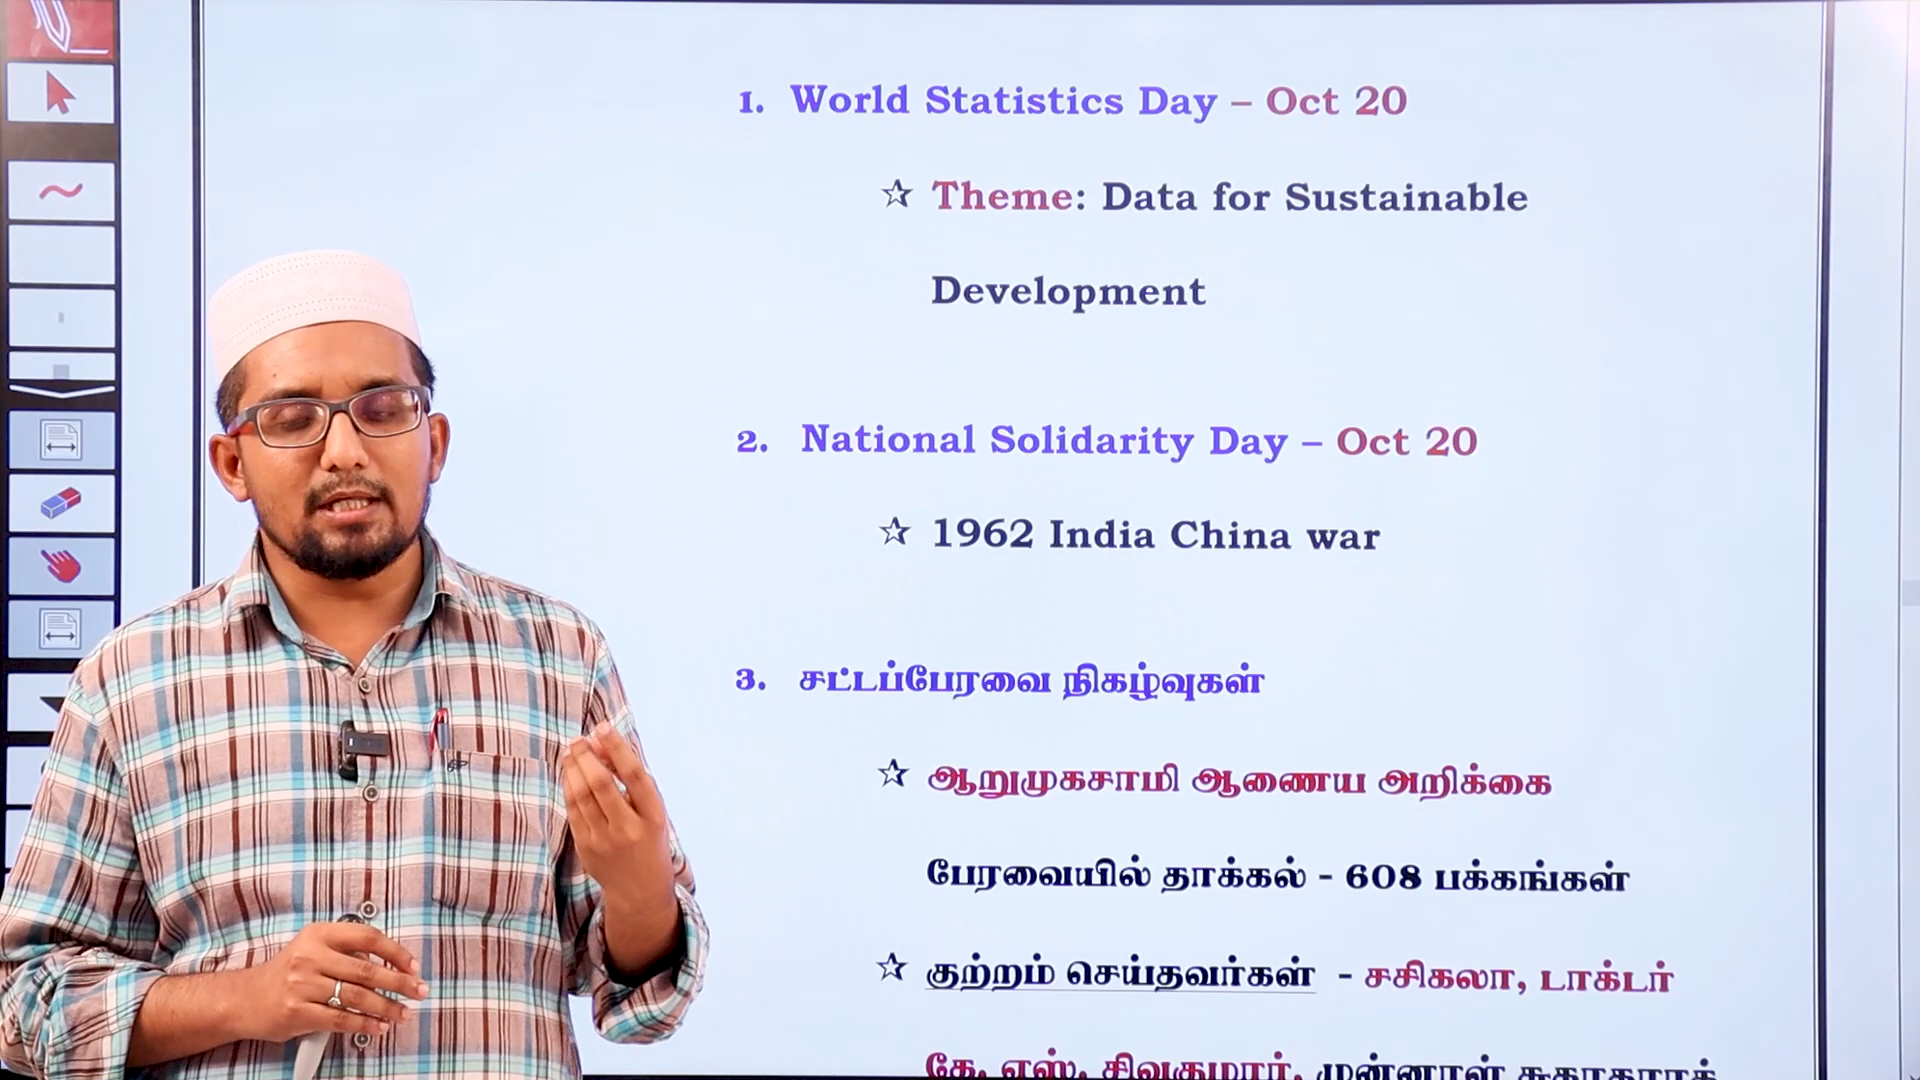 1. World Statistics Day – Oct 20
☆ Theme: Data for Sustainable
Development
2. National Solidarity Day – Oct 20
☆ 1962 India China war
3. சட்டப்பேரவை நிகழ்வுகள்
☆ ஆறுமுகசாமி ஆணைய அறிக்கை
பேரவையில் தாக்கல் - 608 பக்கங்கள்
☆ குற்றம் செய்தவர்கள் - சசிகலா, டாக்டர்
கே. எஸ். சிவகுமார், முன்னாள்